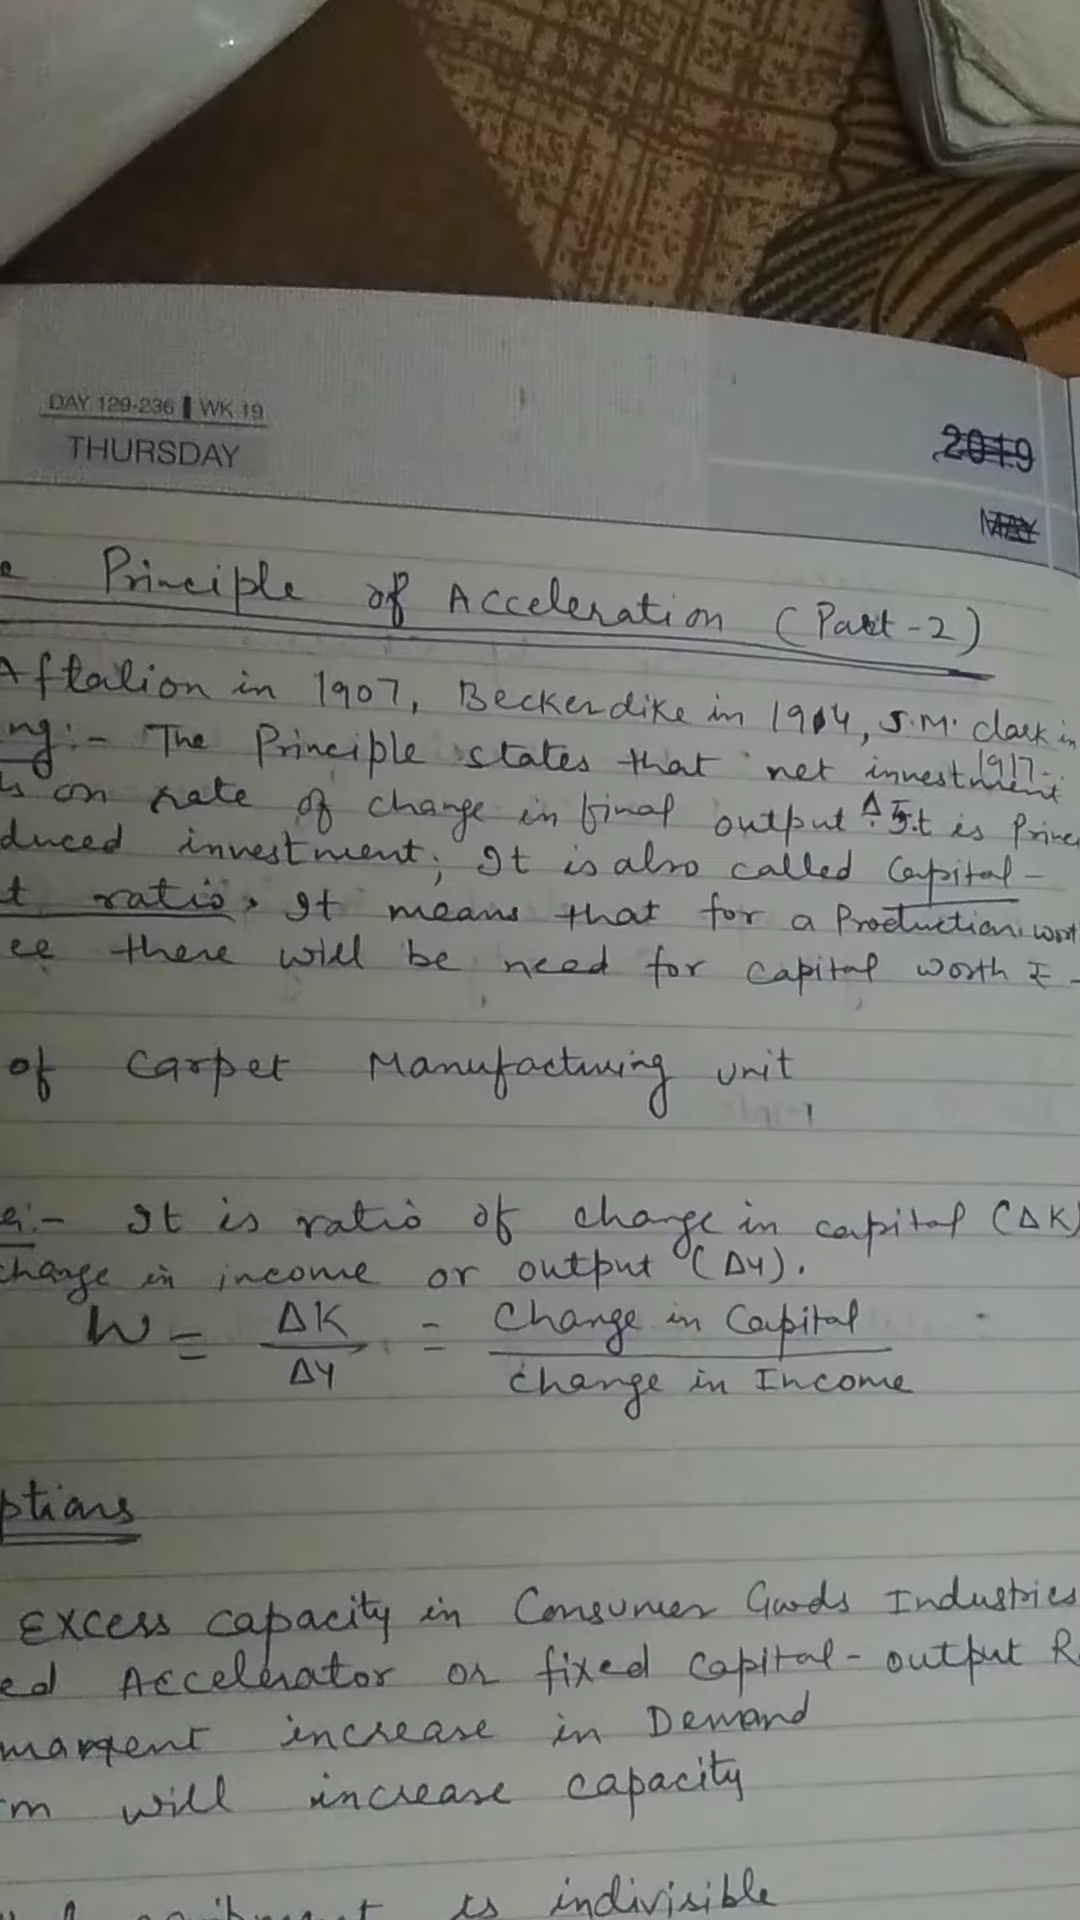 DAY 129-236 | WK 19
THURSDAY
2019
MAY
e Principle of Acceleration (Part-2)
Aftalion in 1907, Beckerdike in 1914, J.M. Clark in 1917-
ng:- The Principle states that net investment
s on rate of change in final output. It is Princ
duced investment. It is also called Capital-
t ratio. It means that for a Production wort
ee there will be need for capital worth ₹-
of Carpet Manufacturing unit
:- It is ratio of change in capital (ΔK)
change in income or output (ΔY).
W = ΔK/ΔY = Change in Capital/Change in Income
ptions
Excess capacity in Consumer Goods Industries
ed Accelerator or fixed capital-output R
manent increase in Demand
m will increase capacity
is indivisible